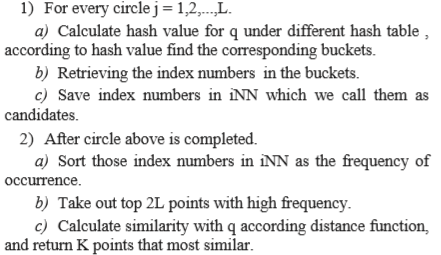 1) For every circle j = 1,2,...,L.
a) Calculate hash value for q under different hash table ,
according to hash value find the corresponding buckets.
b) Retrieving the index numbers in the buckets.
c) Save index numbers in iNN which we call them as
candidates.
2) After circle above is completed.
a) Sort those index numbers in iNN as the frequency of
occurrence.
b) Take out top 2L points with high frequency.
c) Calculate similarity with q according distance function,
and return K points that most similar.